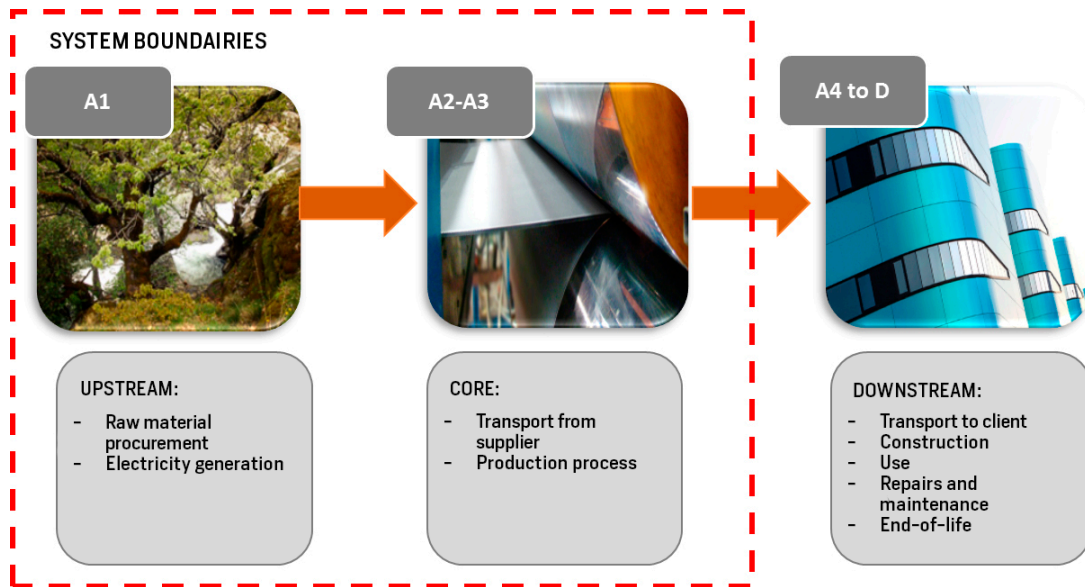 SYSTEM BOUNDAIRIES
A1
A2-A3
A4 to D
UPSTREAM:
- Raw material
procurement
- Electricity generation
CORE:
- Transport from
supplier
- Production process
DOWNSTREAM:
- Transport to client
- Construction
- Use
- Repairs and
maintenance
- End-of-life